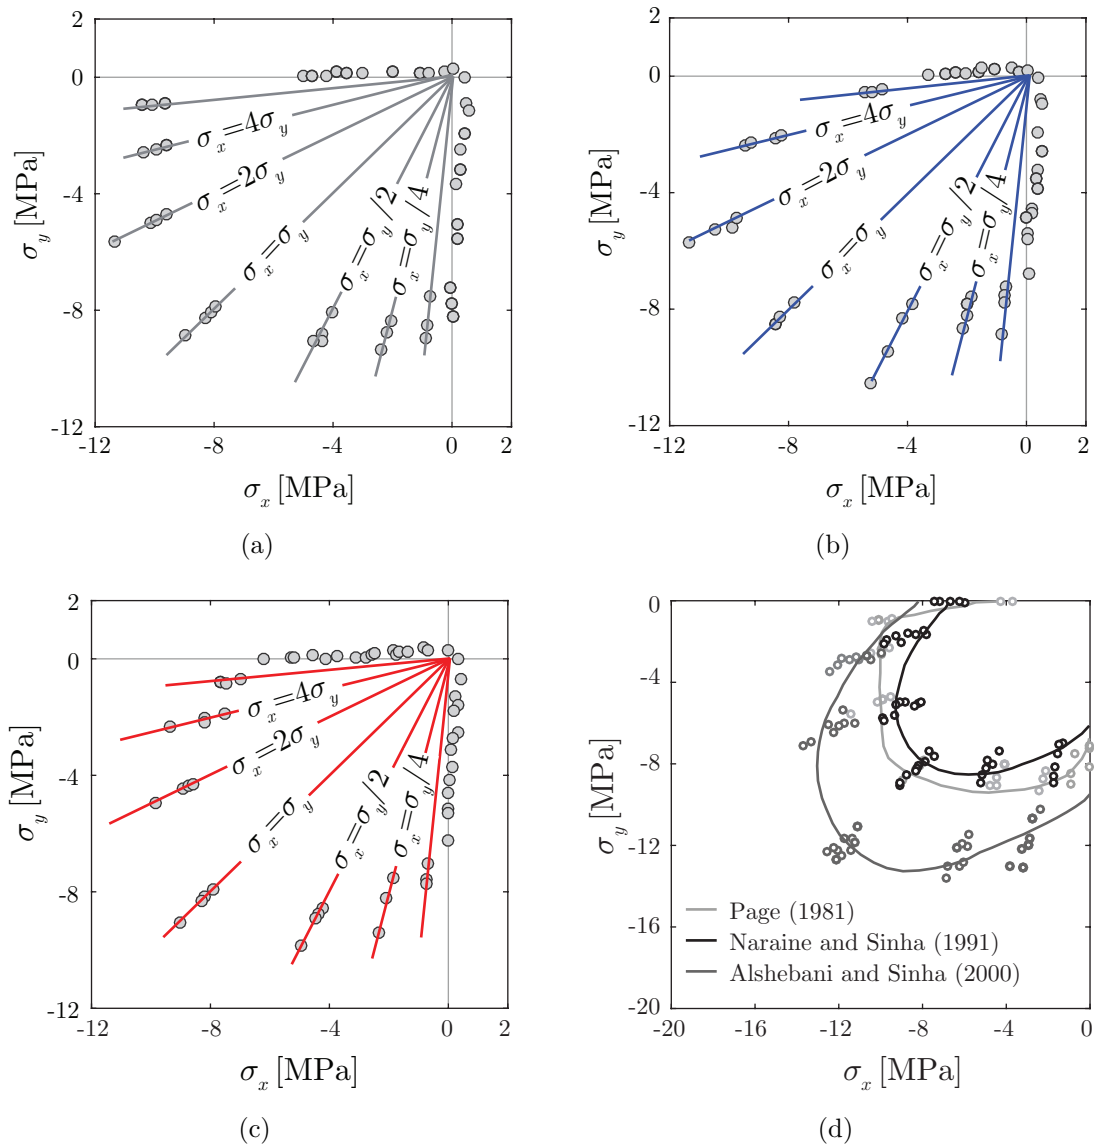 2
0
-4
-8
-12
-12
-8
-4
0
2
σy [MPa]
σx [MPa]
σx=4σy
σx=2σy
σx=σy
σx=σy/2
σx=σy/4
(a)
2
0
-4
-8
-12
-12
-8
-4
0
2
σy [MPa]
σx [MPa]
σx=4σy
σx=2σy
σx=σy
σx=σy/2
σx=σy/4
(b)
2
0
-4
-8
-12
-12
-8
-4
0
2
σy [MPa]
σx [MPa]
σx=4σy
σx=2σy
σx=σy
σx=σy/2
σx=σy/4
(c)
0
-4
-8
-12
-16
-20
-20
-16
-12
-8
-4
0
σy [MPa]
σx [MPa]
Page (1981)
Naraine and Sinha (1991)
Alshebani and Sinha (2000)
(d)